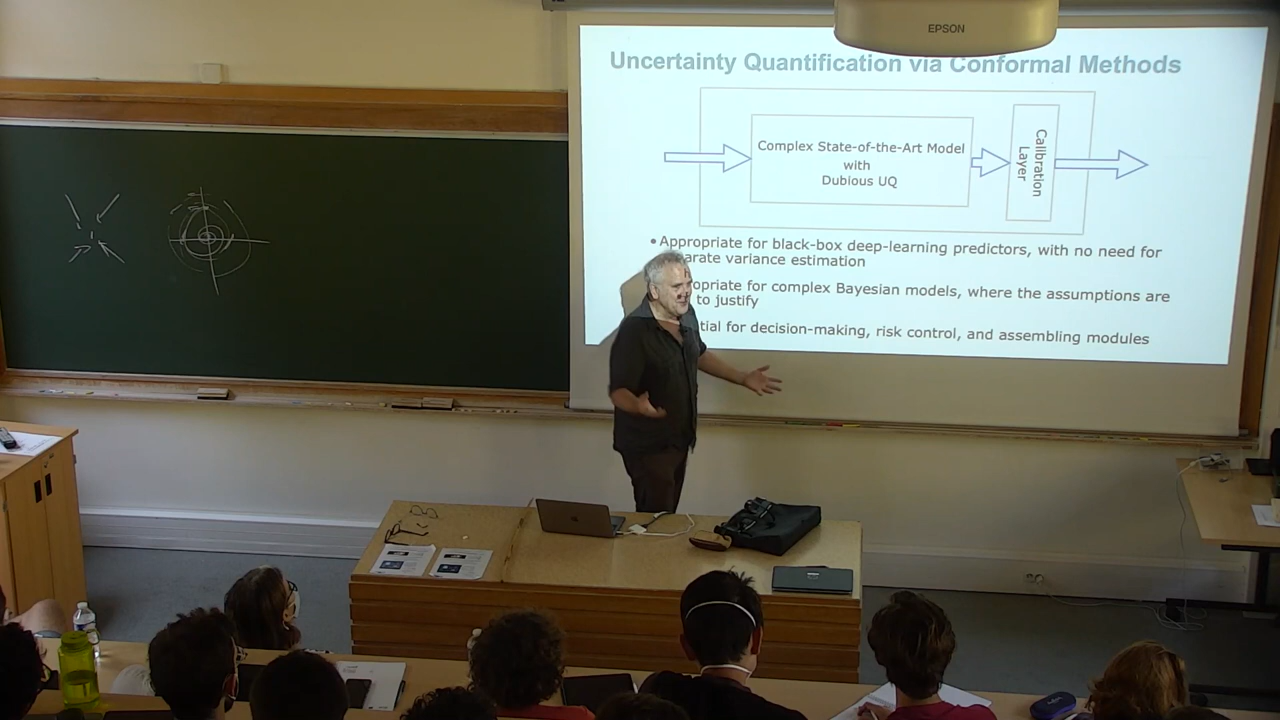 EPSON
Uncertainty Quantification via Conformal Methods
Complex State-of-the-Art Model
with
Dubious UQ
Calibration
Layer
• Appropriate for black-box deep-learning predictors, with no need for
arate variance estimation
opriate for complex Bayesian models, where the assumptions are
to justify
tial for decision-making, risk control, and assembling modules